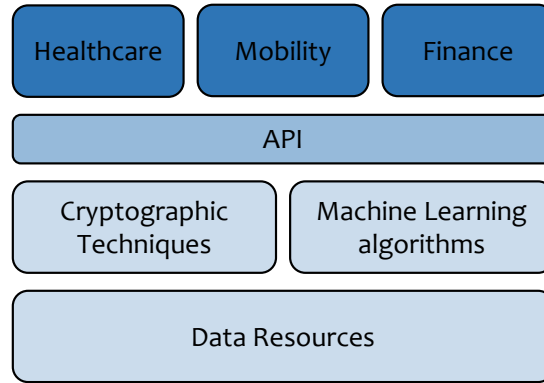 Healthcare Mobility Finance
API
Cryptographic Machine Learning
Techniques algorithms
Data Resources